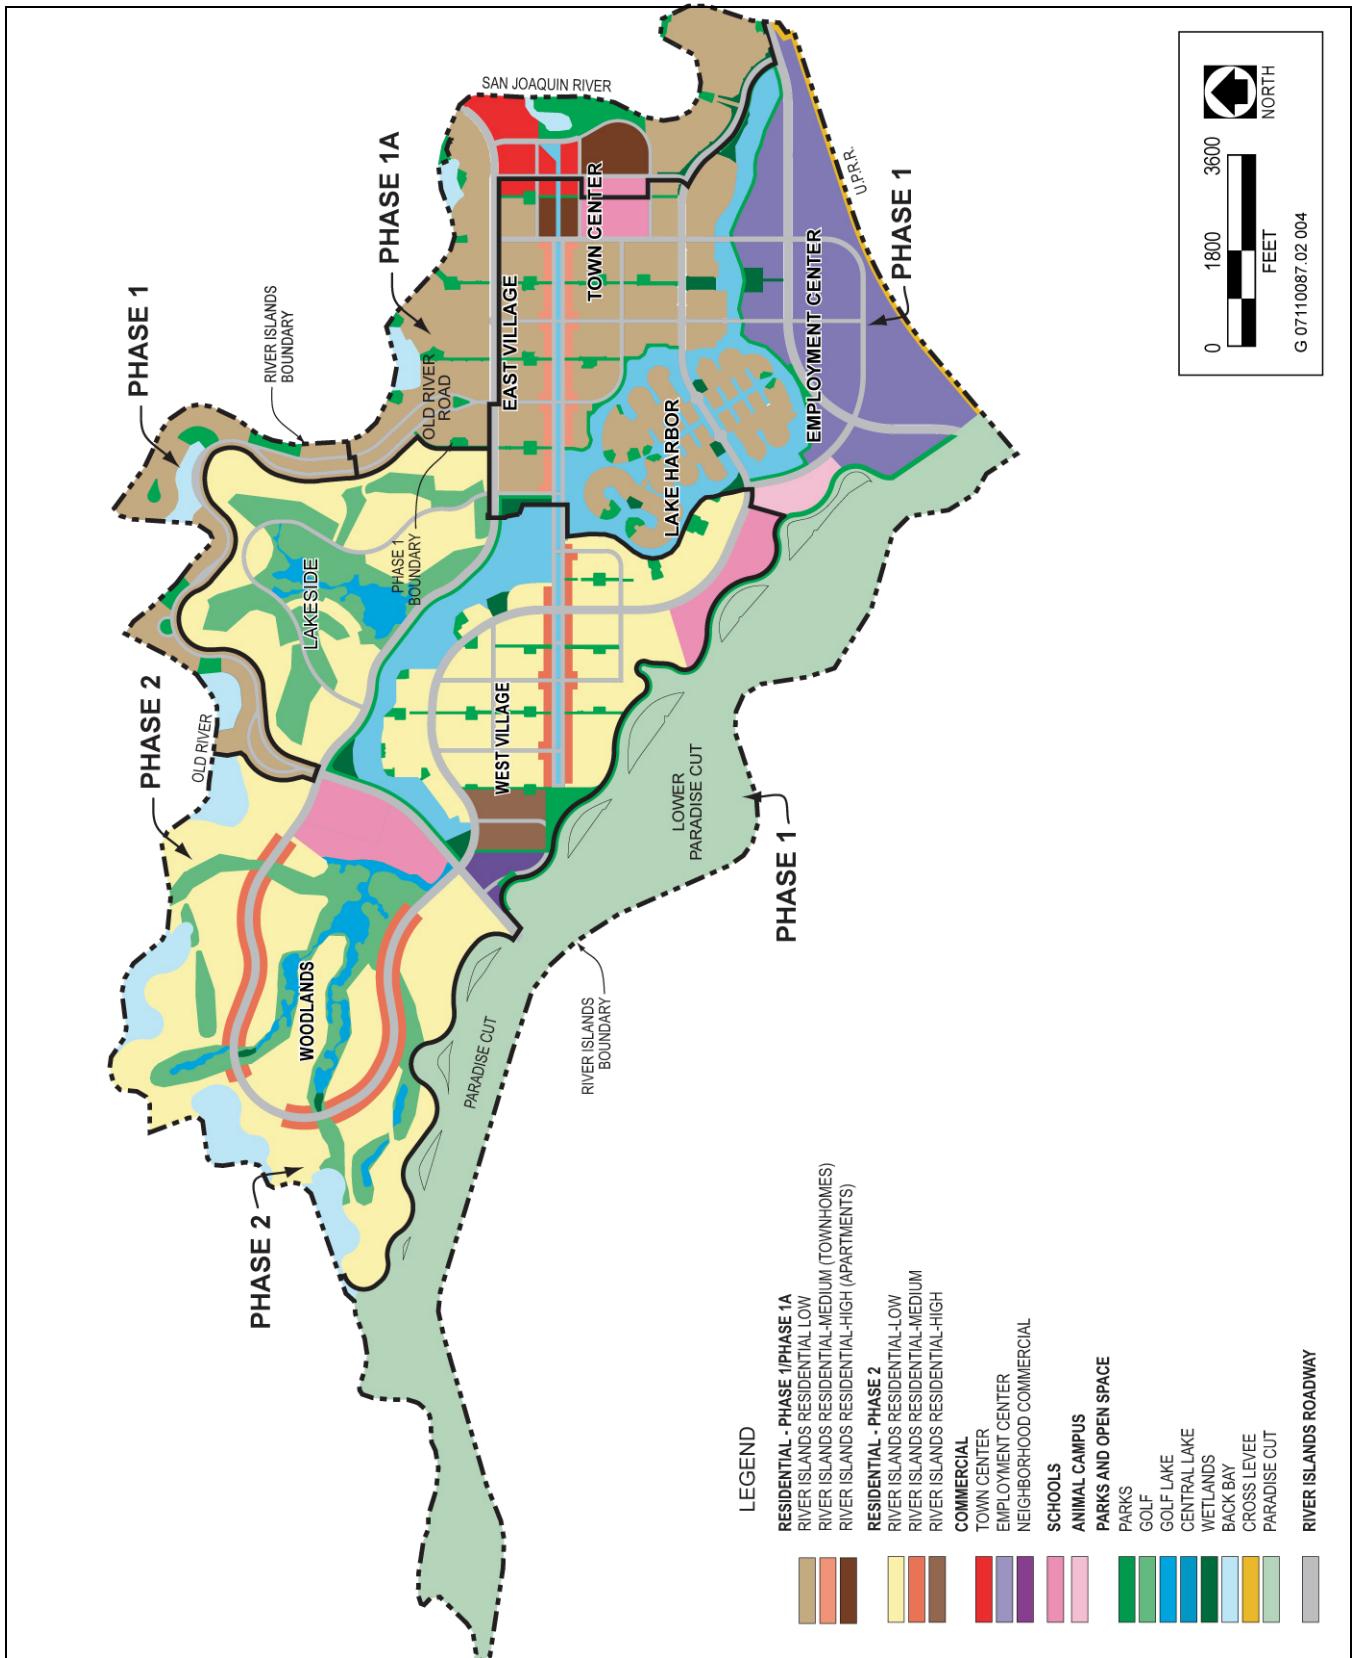 SAN JOAQUIN RIVER
PHASE 1A
PHASE 1
RIVER ISLANDS
BOUNDARY
OLD RIVER
ROAD
EAST VILLAGE
TOWN CENTER
U.P.R.R.
PHASE 1
EMPLOYMENT CENTER
LAKE HARBOR
PHASE 1
BOUNDARY
LAKESIDE
PHASE 2
OLD RIVER
WEST VILLAGE
LOWER
PARADISE CUT
PHASE 1
WOODLANDS
PARADISE CUT
RIVER ISLANDS
BOUNDARY
PHASE 2
LEGEND
RESIDENTIAL - PHASE 1/PHASE 1A
RIVER ISLANDS RESIDENTIAL LOW
RIVER ISLANDS RESIDENTIAL-MEDIUM (TOWNHOMES)
RIVER ISLANDS RESIDENTIAL-HIGH (APARTMENTS)
RESIDENTIAL - PHASE 2
RIVER ISLANDS RESIDENTIAL-LOW
RIVER ISLANDS RESIDENTIAL-MEDIUM
RIVER ISLANDS RESIDENTIAL-HIGH
COMMERCIAL
TOWN CENTER
EMPLOYMENT CENTER
NEIGHBORHOOD COMMERCIAL
SCHOOLS
ANIMAL CAMPUS
PARKS AND OPEN SPACE
PARKS
GOLF
GOLF LAKE
CENTRAL LAKE
WETLANDS
BACK BAY
CROSS LEVEE
PARADISE CUT
RIVER ISLANDS ROADWAY
NORTH
0 1800 3600
FEET
G 07110087.02 004